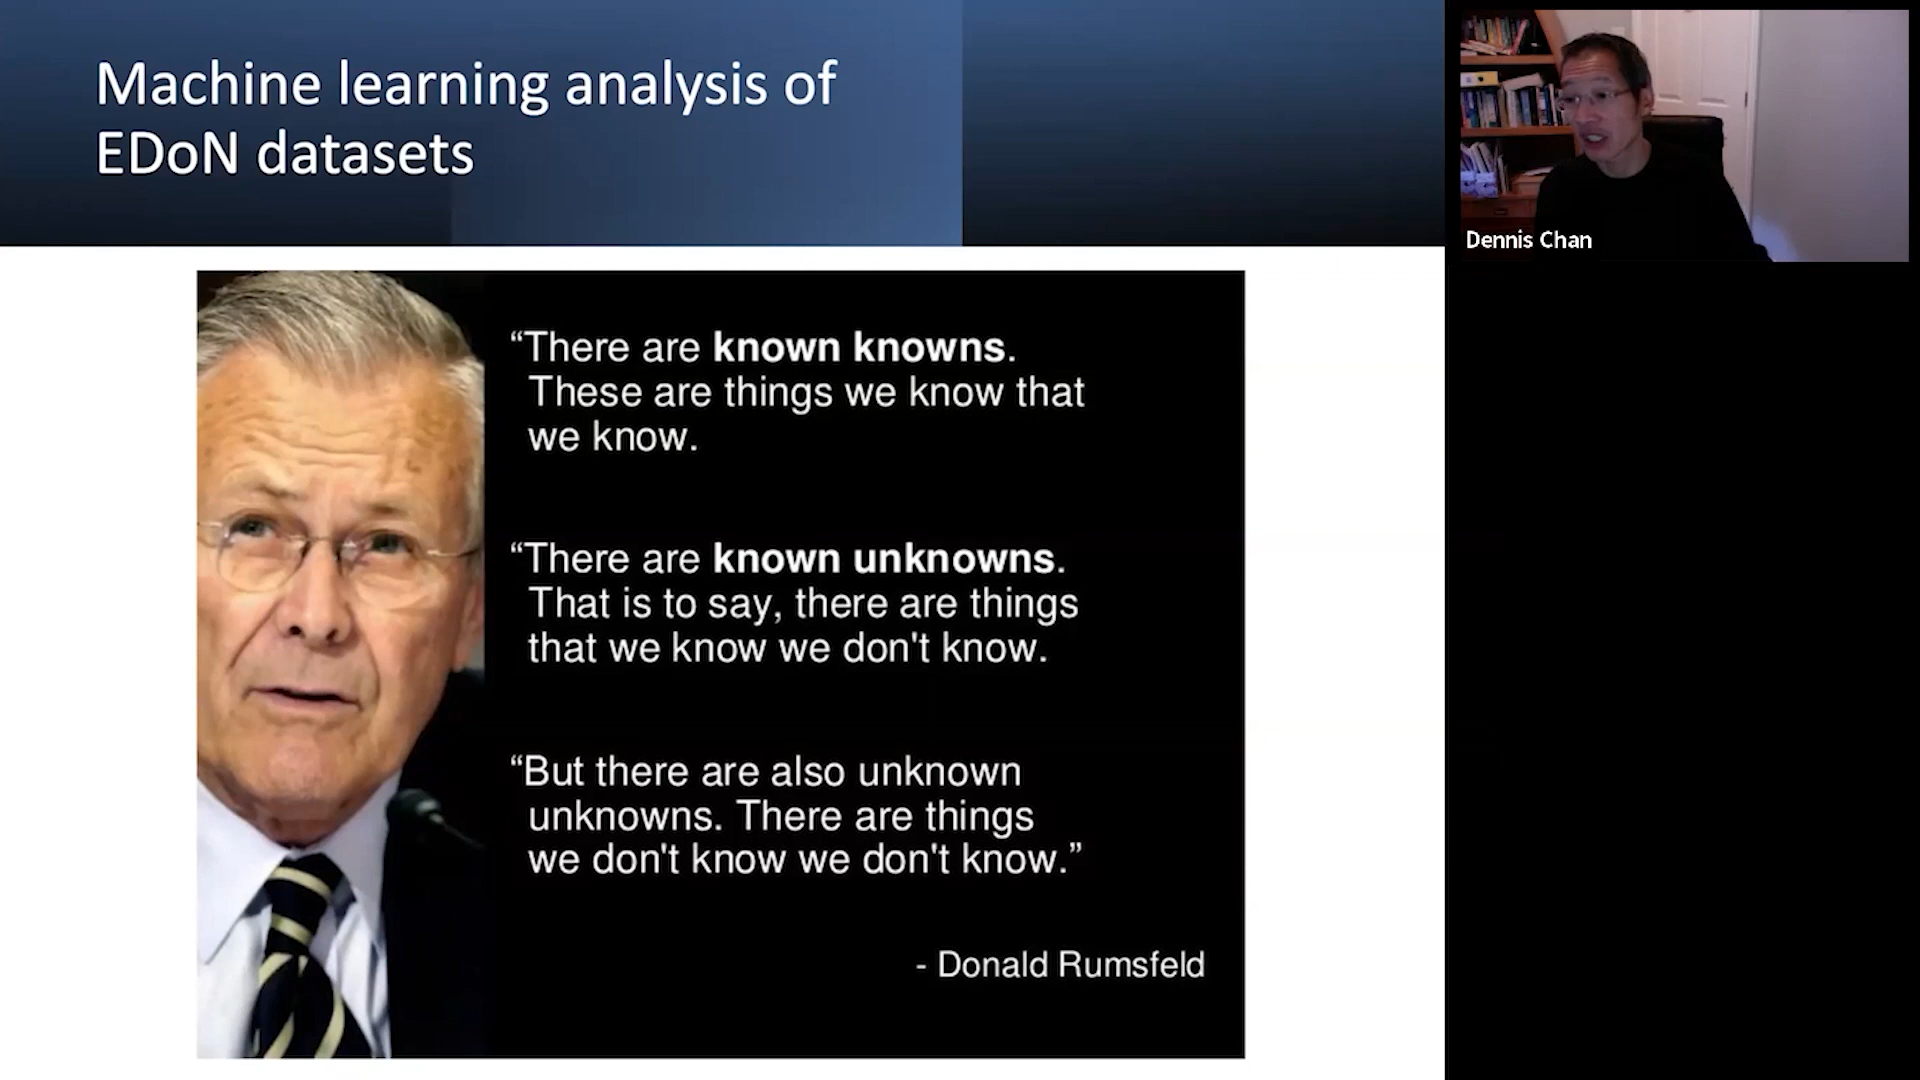 Machine learning analysis of
EDoN datasets
Dennis Chan
“There are known knowns.
These are things we know that
we know.
“There are known unknowns.
That is to say, there are things
that we know we don't know.
“But there are also unknown
unknowns. There are things
we don't know we don't know.”
- Donald Rumsfeld